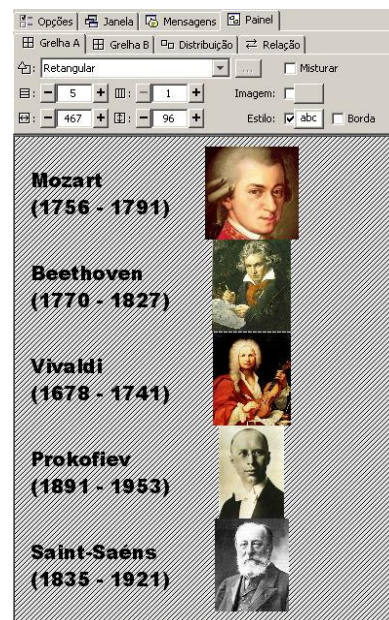 Opções Janela Mensagens Painel
Grelha A Grelha B Distribuição Relação
: Retangular ... Misturar
: - 5 + : - 1 + Imagem:
: - 467 + : - 96 + Estilo: abc Borda
Mozart
(1756 - 1791)
Beethoven
(1770 - 1827)
Vivaldi
(1678 - 1741)
Prokofiev
(1891 - 1953)
Saint-Saéns
(1835 - 1921)